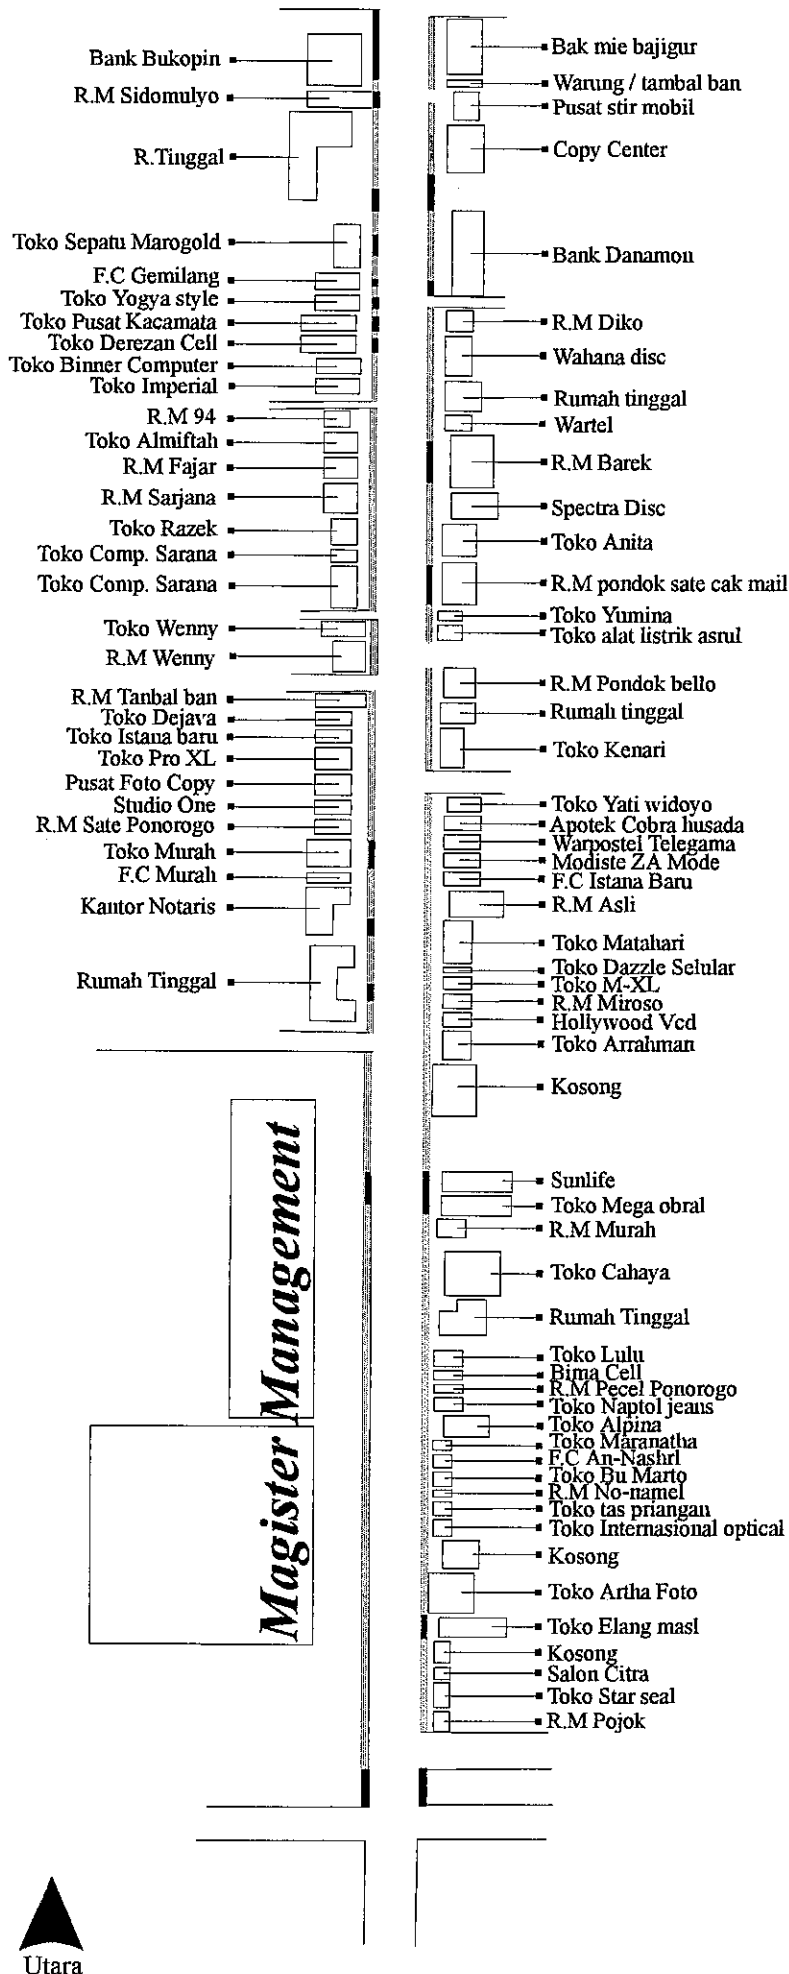 Bank Bukopin
R.M Sidomulyo
R.Tinggal
Toko Sepatu Marogold
F.C Gemilang
Toko Yogya style
Toko Pusat Kacamata
Toko Derezan Cell
Toko Binner Computer
Toko Imperial
R.M 94
Toko Almiftah
R.M Fajar
R.M Sarjana
Toko Razek
Toko Comp. Sarana
Toko Comp. Sarana
Toko Wenny
R.M Wenny
R.M Tanbal ban
Toko Dejava
Toko Istana baru
Toko Pro XL
Pusat Foto Copy
Studio One
R.M Sate Ponorogo
Toko Murah
F.C Murah
Kantor Notaris
Rumah Tinggal
Magister Management
Bak mie bajigur
Warung / tambal ban
Pusat stir mobil
Copy Center
Bank Danamon
R.M Diko
Wahana disc
Rumah tinggal
Wartel
R.M Barek
Spectra Disc
Toko Anita
R.M pondok sate cak mail
Toko Yumina
Toko alat listrik asrul
R.M Pondok bello
Rumah tinggal
Toko Kenari
Toko Yati widoyo
Apotek Cobra husada
Warpostel Telegama
Modiste ZA Mode
F.C Istana Baru
R.M Asli
Toko Matahari
Toko Dazzle Selular
Toko M-XL
R.M Miroso
Hollywood Vcd
Toko Arrahman
Kosong
Sunlife
Toko Mega obral
R.M Murah
Toko Cahaya
Rumah Tinggal
Toko Lulu
Bima Cell
R.M Pecel Ponorogo
Toko Naptol jeans
Toko Alpina
Toko Maranatha
F.C An-Nashrl
Toko Bu Marto
R.M No-namel
Toko tas priangan
Toko Internasional optical
Kosong
Toko Artha Foto
Toko Elang masl
Kosong
Salon Citra
Toko Star seal
R.M Pojok
Utara